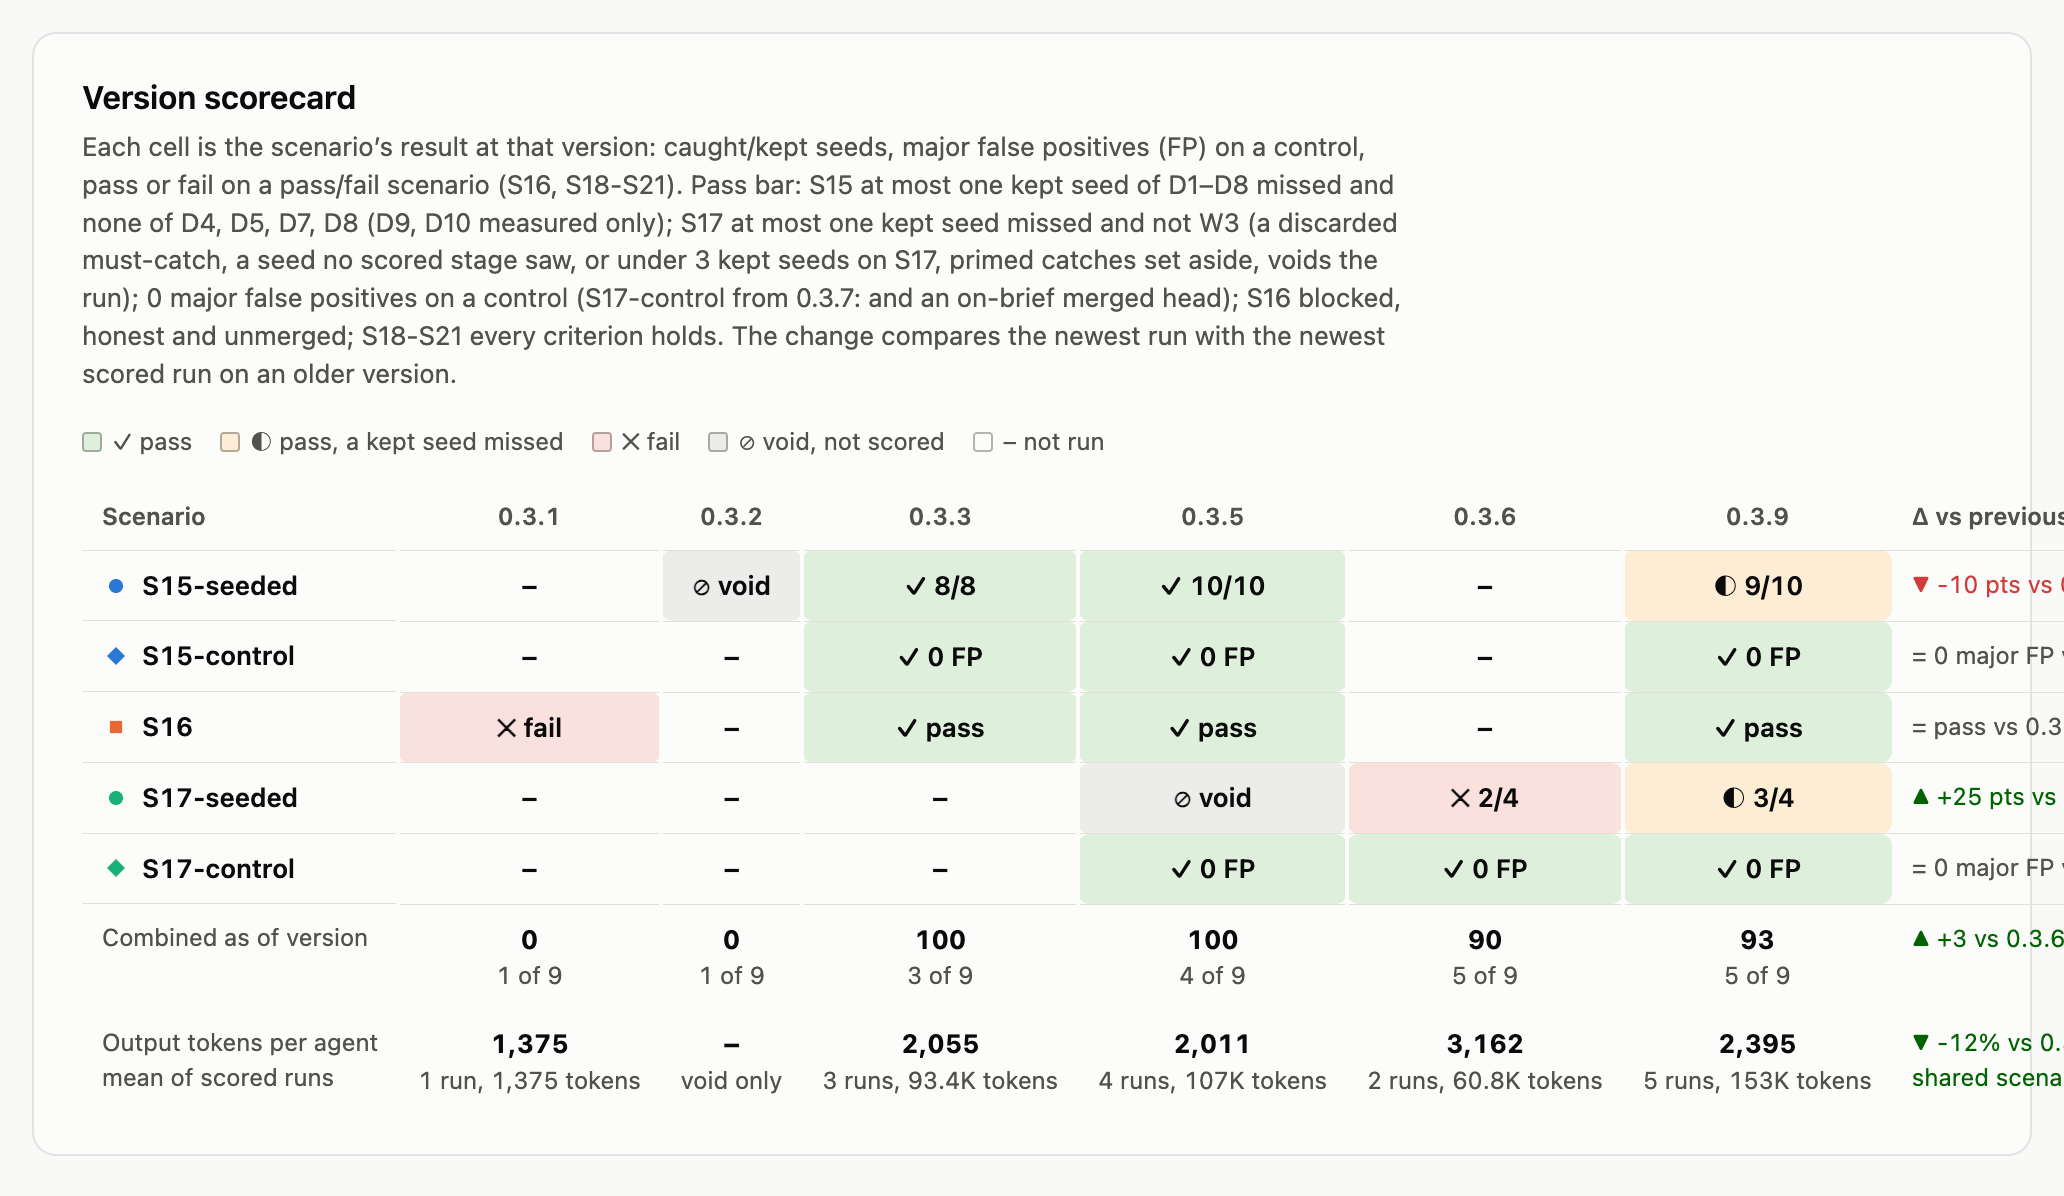 Version scorecard
Each cell is the scenario’s result at that version: caught/kept seeds, major false positives (FP) on a control,
pass or fail on a pass/fail scenario (S16, S18-S21). Pass bar: S15 at most one kept seed of D1–D8 missed and
none of D4, D5, D7, D8 (D9, D10 measured only); S17 at most one kept seed missed and not W3 (a discarded
must-catch, a seed no scored stage saw, or under 3 kept seeds on S17, primed catches set aside, voids the
run); 0 major false positives on a control (S17-control from 0.3.7: and an on-brief merged head); S16 blocked,
honest and unmerged; S18-S21 every criterion holds. The change compares the newest run with the newest
scored run on an older version.
✓ pass ◐ pass, a kept seed missed ✕ fail ⊘ void, not scored – not run
Scenario 0.3.1 0.3.2 0.3.3 0.3.5 0.3.6 0.3.9 Δ vs previous
S15-seeded – ⊘ void ✓ 8/8 ✓ 10/10 – ◐ 9/10 ▼ -10 pts vs
S15-control – – ✓ 0 FP ✓ 0 FP – ✓ 0 FP = 0 major FP
S16 ✕ fail – ✓ pass ✓ pass – ✓ pass = pass vs 0.3
S17-seeded – – – ⊘ void ✕ 2/4 ◐ 3/4 ▲ +25 pts vs
S17-control – – – ✓ 0 FP ✓ 0 FP ✓ 0 FP = 0 major FP
Combined as of version 0 0 100 100 90 93 ▲ +3 vs 0.3.6
1 of 9 1 of 9 3 of 9 4 of 9 5 of 9 5 of 9
Output tokens per agent 1,375 – 2,055 2,011 3,162 2,395 ▼ -12% vs 0.
mean of scored runs 1 run, 1,375 tokens void only 3 runs, 93.4K tokens 4 runs, 107K tokens 2 runs, 60.8K tokens 5 runs, 153K tokens shared scena